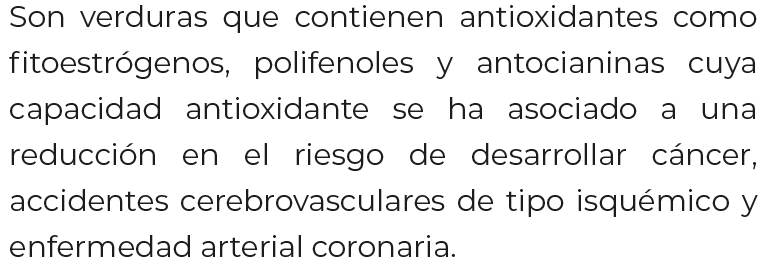 Son verduras que contienen antioxidantes como
fitoestrógenos, polifenoles y antocianinas cuya
capacidad antioxidante se ha asociado a una
reducción en el riesgo de desarrollar cáncer,
accidentes cerebrovasculares de tipo isquémico y
enfermedad arterial coronaria.